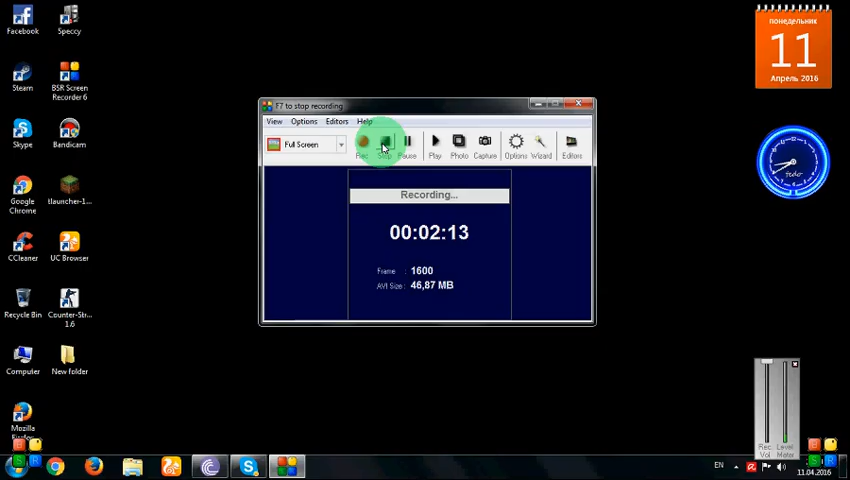 Facebook
Speccy
Steam
BSR Screen
Recorder 6
Skype
Bandicam
Google
Chrome
tlauncher-1...
CCleaner
UC Browser
Recycle Bin
Counter-Str...
1.6
Computer
New folder
Mozilla
F7 to stop recording
View Options Editors Help
Full Screen
Rec Stop Pause Play Photo Capture Options Wizard Editors
Recording...
00:02:13
Frame : 1600
AVI Size : 46,87 MB
понедельник
11
Апрель 2016
fedo
Rec. Level
Vol Meter
B S R
B S R
EN
11.04.2016